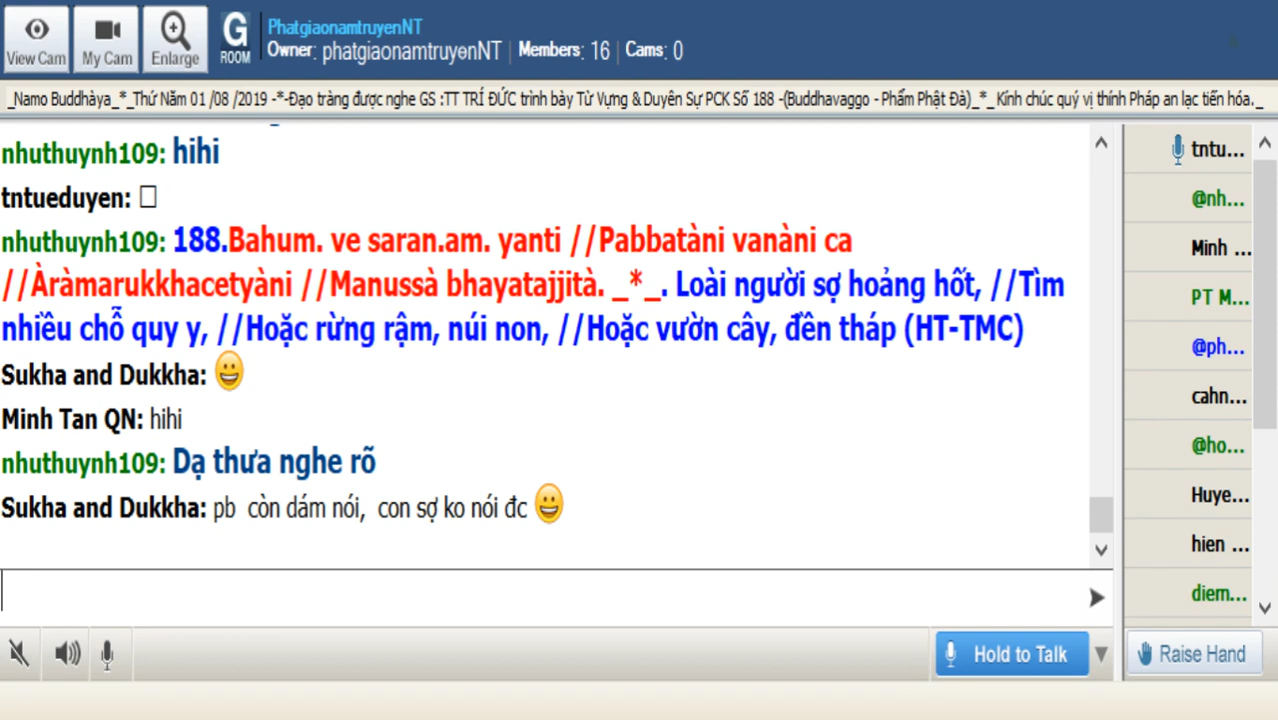 View Cam
My Cam
Enlarge
G
ROOM
PhatgiaonamtruyenNT
Owner: phatgiaonamtruyenNT | Members: 16 | Cams: 0
_Namo Buddhàya_*_Thứ Năm 01 /08 /2019 -*-Đạo tràng được nghe GS :TT TRÍ ĐỨC trình bày Từ Vựng & Duyên Sự PCK Số 188 -(Buddhavaggo - Phẩm Phật Đà)_*_ Kính chúc quý vị thính Pháp an lạc tiến hóa._
nhuthuynh109: hihi
tntueduyen: □
nhuthuynh109: 188.Bahum. ve saran.am. yanti //Pabbatàni vanàni ca
//Àràmarukkhacetyàni //Manussà bhayatajjità. _*_. Loài người sợ hoảng hốt, //Tìm
nhiều chỗ quy y, //Hoặc rừng rậm, núi non, //Hoặc vườn cây, đền tháp (HT-TMC)
Sukha and Dukkha: 😀
Minh Tan QN: hihi
nhuthuynh109: Dạ thưa nghe rõ
Sukha and Dukkha: pb còn dám nói, con sợ ko nói đc 😀
tntu...
@nh...
Minh ...
PT M...
@ph...
cahn...
@ho...
Huye...
hien ...
diem...
Hold to Talk
Raise Hand